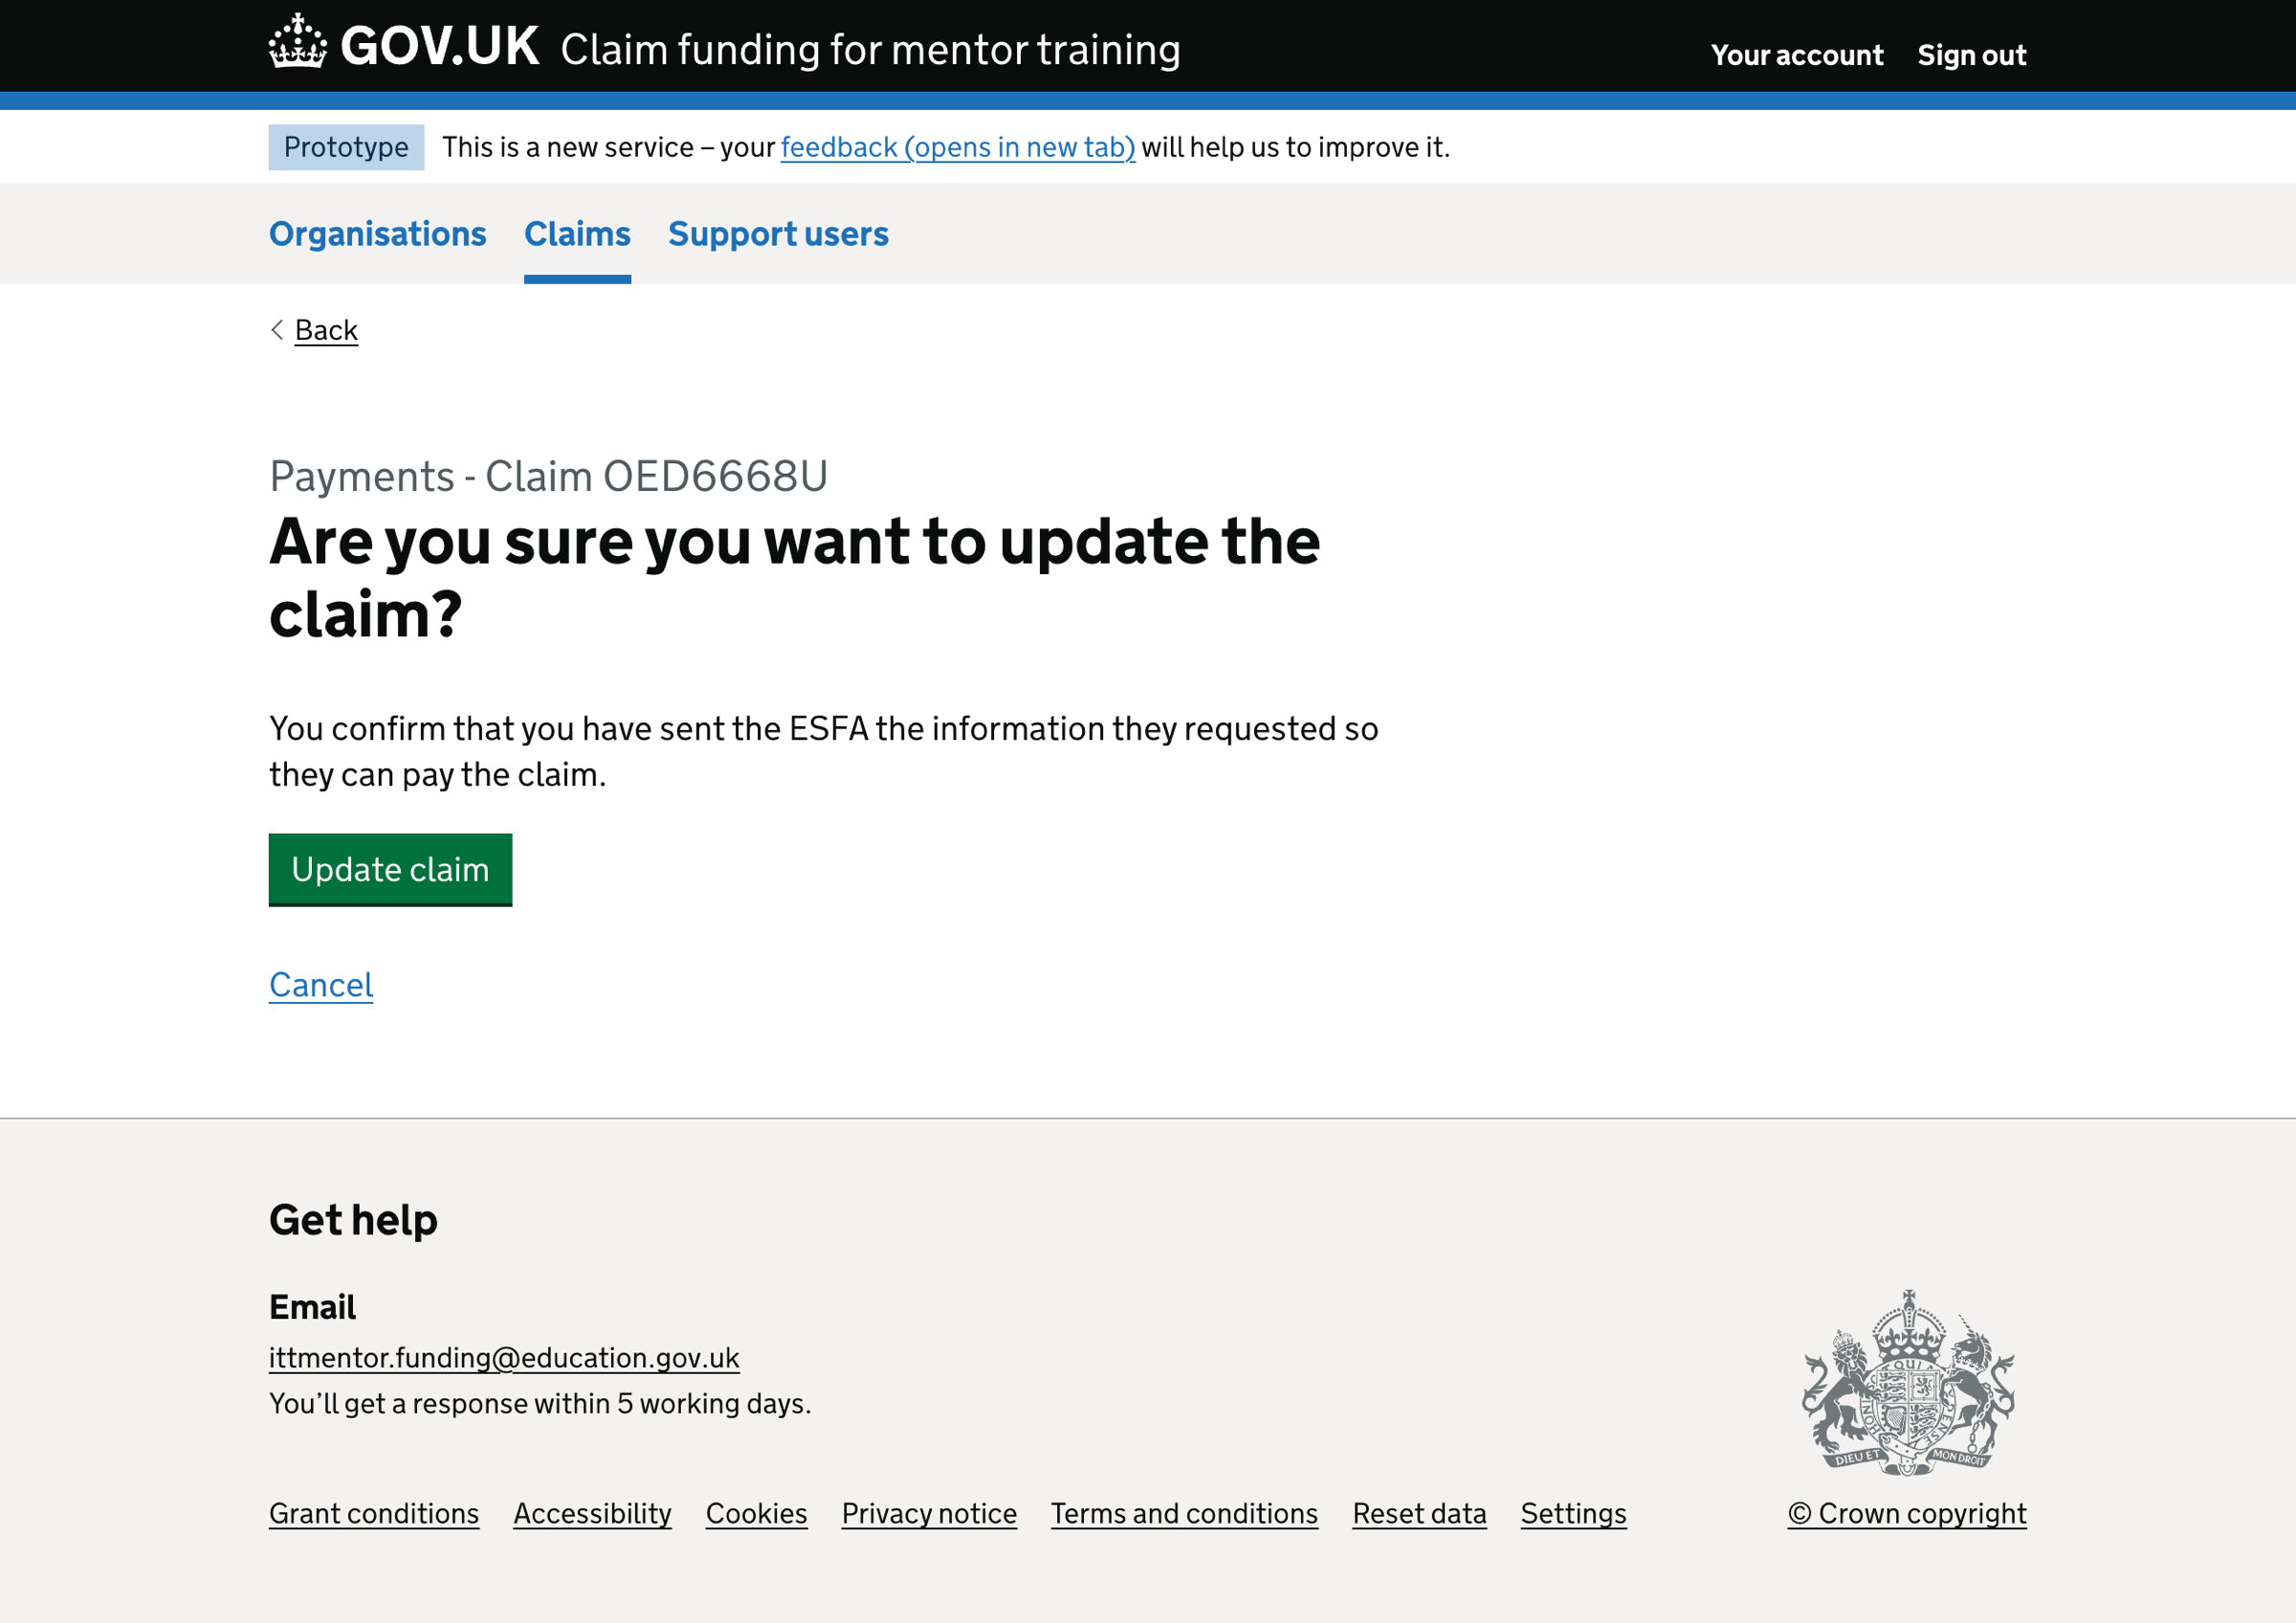 GOV.UK Claim funding for mentor training Your account Sign out
Prototype This is a new service – your feedback (opens in new tab) will help us to improve it.
Organisations Claims Support users
Back
Payments - Claim OED6668U
Are you sure you want to update the
claim?
You confirm that you have sent the ESFA the information they requested so
they can pay the claim.
Update claim
Cancel
Get help
Email
ittmentor.funding@education.gov.uk
You’ll get a response within 5 working days.
DIEU ET MON DROIT
Grant conditions Accessibility Cookies Privacy notice Terms and conditions Reset data Settings © Crown copyright